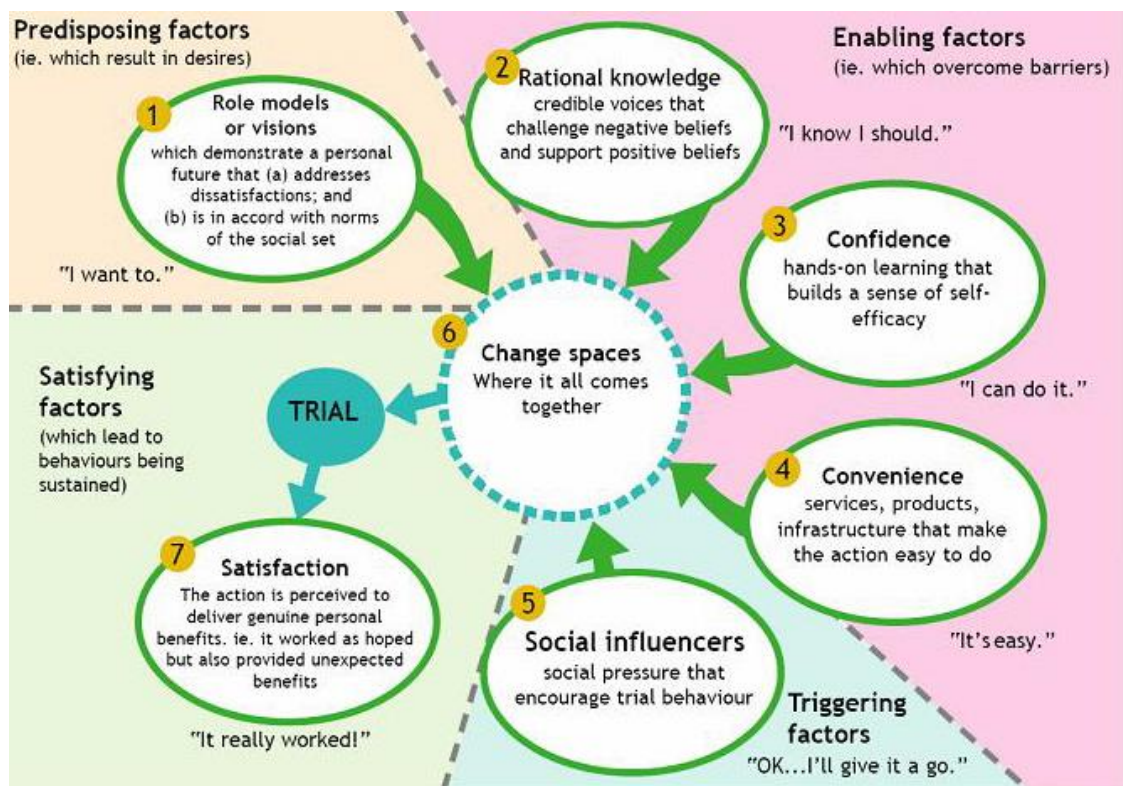 Predisposing factors
(ie. which result in desires)
1
Role models
or visions
which demonstrate a personal
future that (a) addresses
dissatisfactions; and
(b) is in accord with norms
of the social set
"I want to."
2
Rational knowledge
credible voices that
challenge negative beliefs
and support positive beliefs
Enabling factors
(ie. which overcome barriers)
"I know I should."
3
Confidence
hands-on learning that
builds a sense of self-
efficacy
"I can do it."
4
Convenience
services, products,
infrastructure that make
the action easy to do
"It's easy."
5
Social influencers
social pressure that
encourage trial behaviour
Triggering
factors
"OK...I'll give it a go."
6
Change spaces
Where it all comes
together
Satisfying
factors
(which lead to
behaviours being
sustained)
TRIAL
7
Satisfaction
The action is perceived to
deliver genuine personal
benefits. ie. it worked as hoped
but also provided unexpected
benefits
"It really worked!"